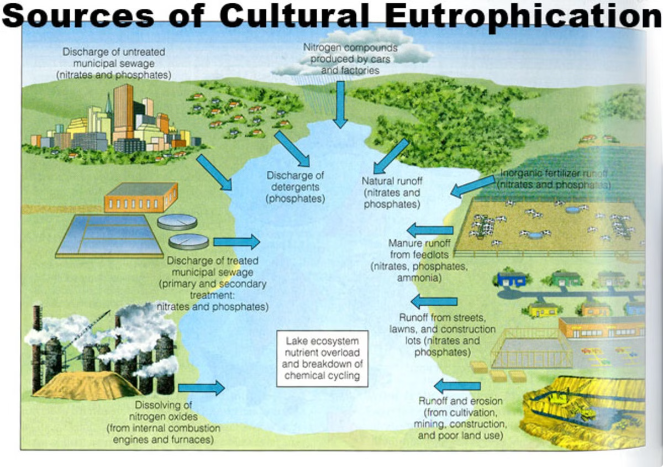 Sources of Cultural Eutrophication
Discharge of untreated
municipal sewage
(nitrates and phosphates)
Nitrogen compounds
produced by cars
and factories
Discharge of
detergents
(phosphates)
Natural runoff
(nitrates and
phosphates)
Inorganic fertilizer runoff
(nitrates and phosphates)
Discharge of treated
municipal sewage
(primary and secondary
treatment:
nitrates and phosphates)
Manure runoff
from feedlots
(nitrates, phosphates,
ammonia)
Runoff from streets,
lawns, and construction
lots (nitrates and
phosphates)
Lake ecosystem
nutrient overload
and breakdown of
chemical cycling
Dissolving of
nitrogen oxides
(from internal combustion
engines and furnaces)
Runoff and erosion
(from cultivation,
mining, construction,
and poor land use)